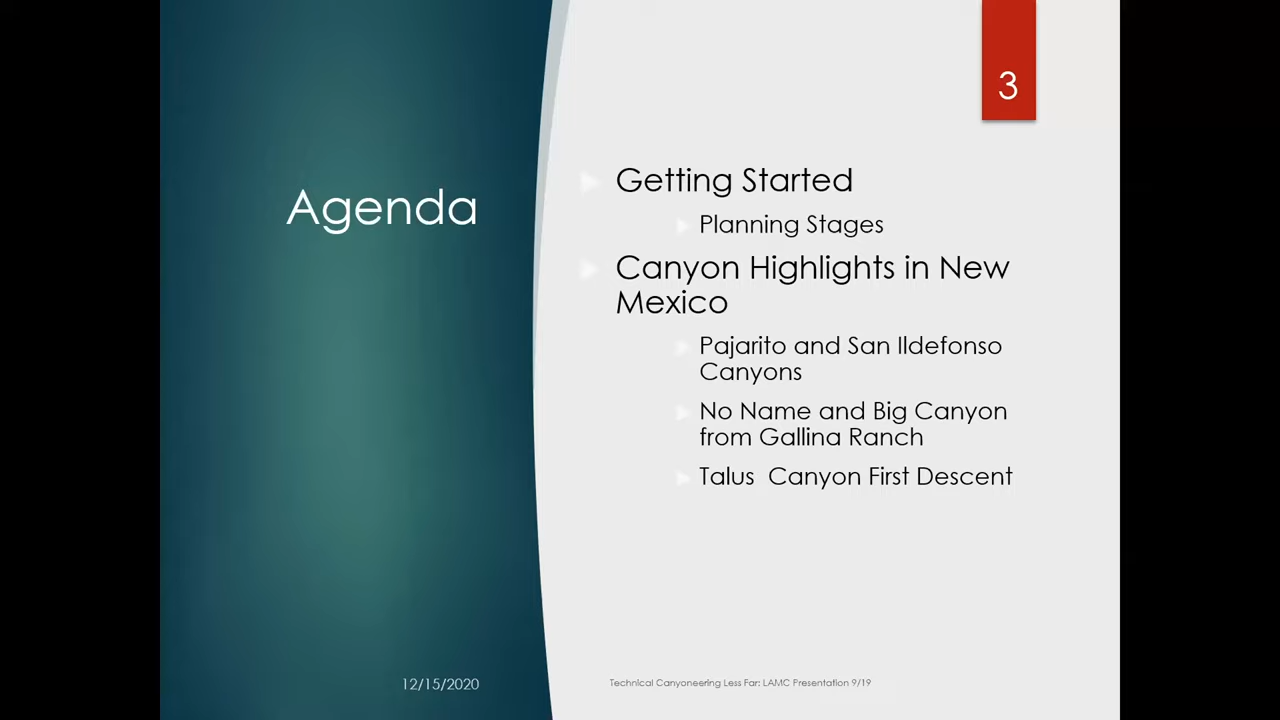 3
Agenda
Getting Started
Planning Stages
Canyon Highlights in New
Mexico
Pajarito and San Ildefonso
Canyons
No Name and Big Canyon
from Gallina Ranch
Talus  Canyon First Descent
12/15/2020
Technical Canyoneering Less Far: LAMC Presentation 9/19